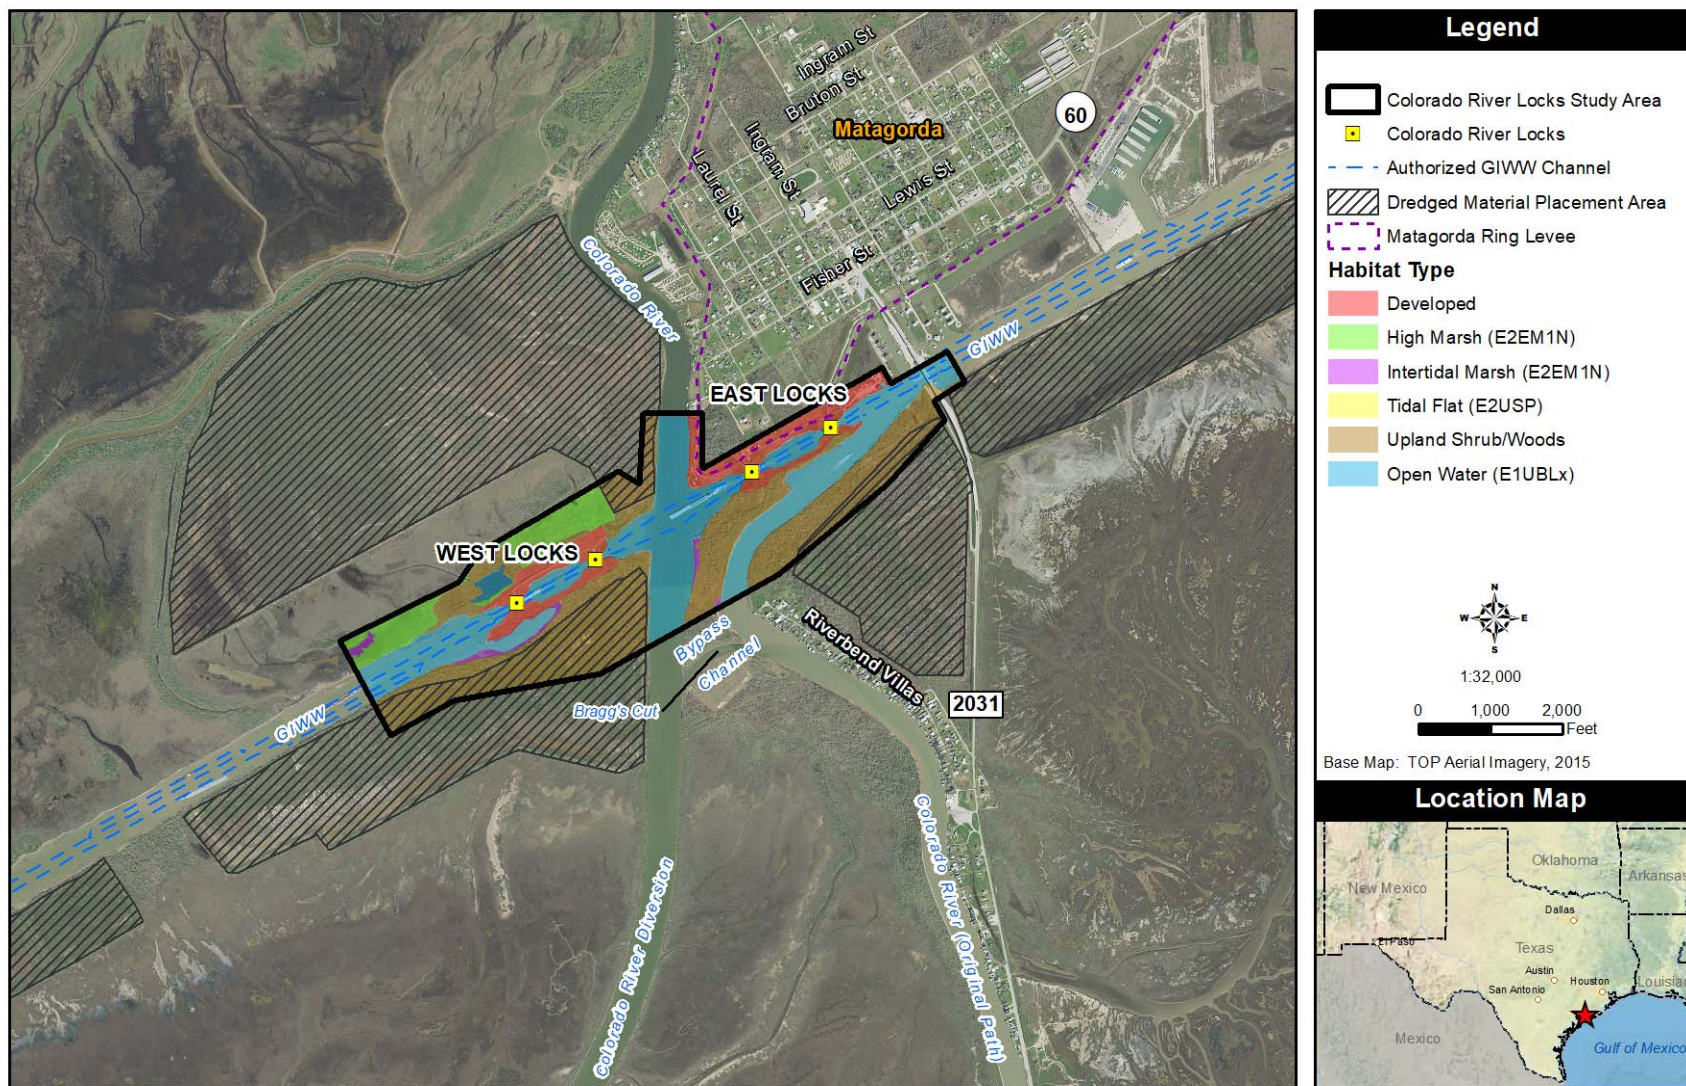 Ingram St
Bruton St
60
Matagorda
Ingram St
Laurel St
Lewis St
Fisher St
Colorado River
GIWW
EAST LOCKS
WEST LOCKS
Bypass
Channel
Riverbend Villas
Bragg's Cut
2031
GIWW
Colorado River Diversion
Colorado River (Original Path)
Legend
Colorado River Locks Study Area
Colorado River Locks
Authorized GIWW Channel
Dredged Material Placement Area
Matagorda Ring Levee
Habitat Type
Developed
High Marsh (E2EM1N)
Intertidal Marsh (E2EM1N)
Tidal Flat (E2USP)
Upland Shrub/Woods
Open Water (E1UBLx)
N
W E
S
1:32,000
0 1,000 2,000
Feet
Base Map: TOP Aerial Imagery, 2015
Location Map
Oklahoma
Arkansas
New Mexico
Dallas
El Paso
Texas
Austin
Houston
Louisian
San Antonio
Mexico
Gulf of Mexico